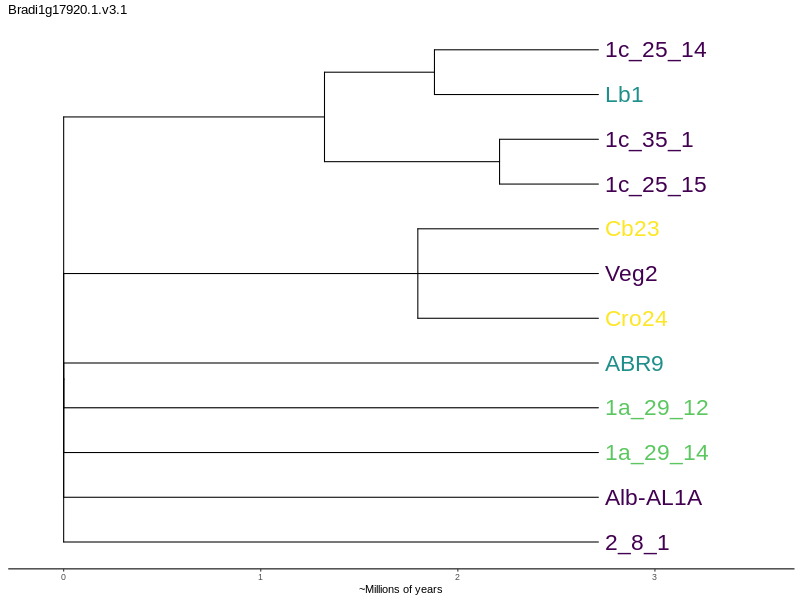 Bradi1g17920.1.v3.1
1c_25_14
Lb1
1c_35_1
1c_25_15
Cb23
Veg2
Cro24
ABR9
1a_29_12
1a_29_14
Alb-AL1A
2_8_1
0 1 2 3
~Millions of years